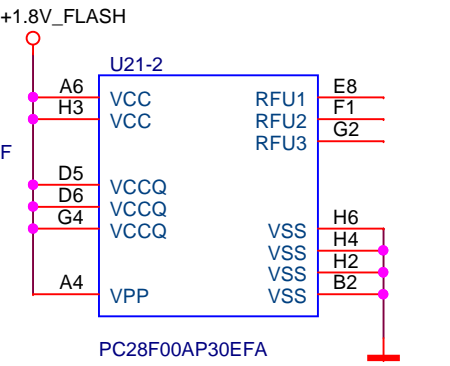 +1.8V_FLASH
U21-2
A6 VCC RFU1 E8
H3 VCC RFU2 F1
RFU3 G2
F
D5 VCCQ
D6 VCCQ
G4 VCCQ VSS H6
VSS H4
VSS H2
A4 VPP VSS B2
PC28F00AP30EFA